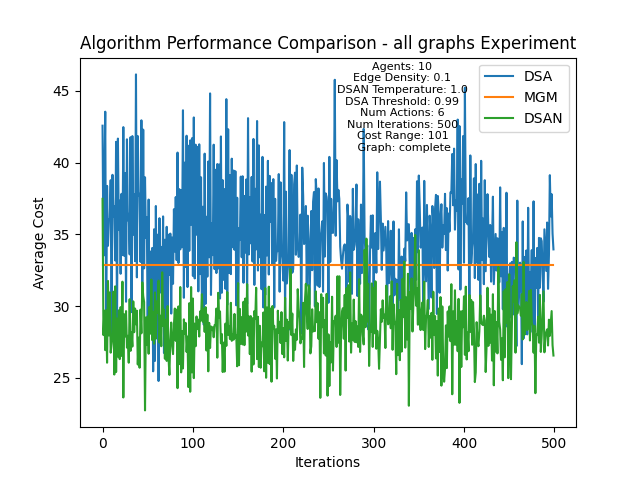 Algorithm Performance Comparison - all graphs Experiment
Agents: 10
Edge Density: 0.1
DSAN Temperature: 1.0
DSA Threshold: 0.99
Num Actions: 6
Num Iterations: 500
Cost Range: 101
Graph: complete
DSA
MGM
DSAN
Average Cost
45
40
35
30
25
0
100
200
300
400
500
Iterations